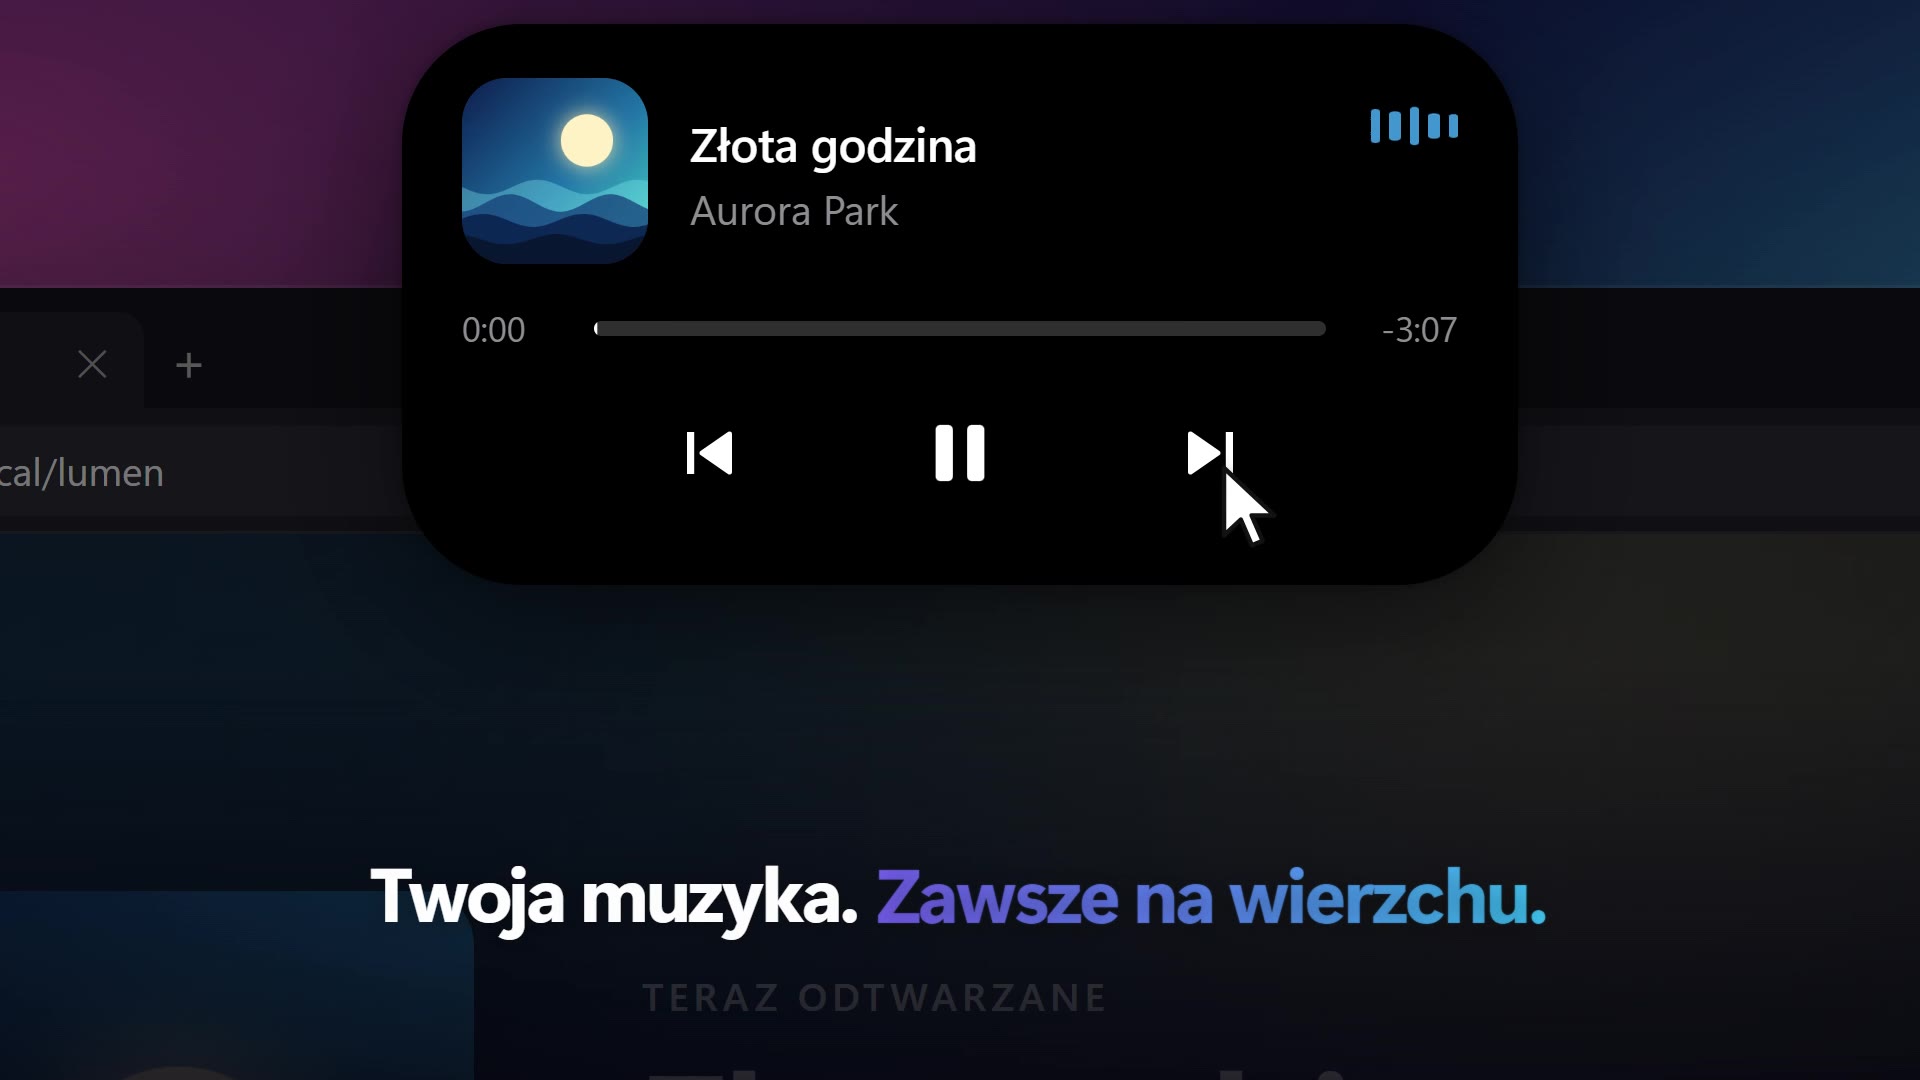 Złota godzina
Aurora Park
0:00
-3:07
cal/lumen
Twoja muzyka. Zawsze na wierzchu.
TERAZ ODTWARZANE